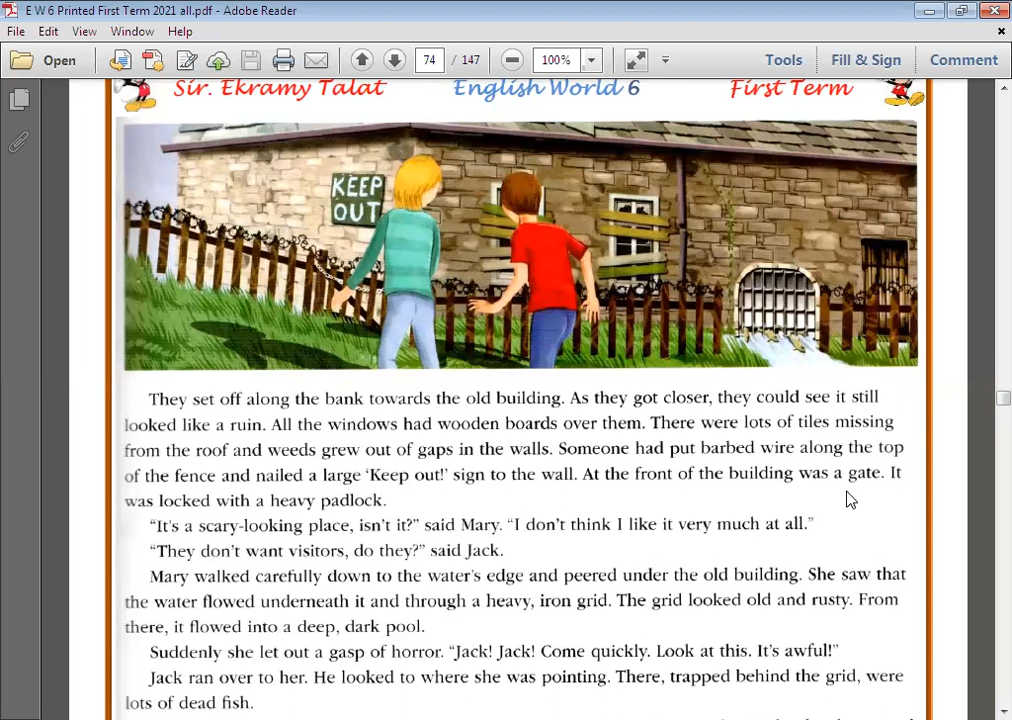 E W 6 Printed First Term 2021 all.pdf - Adobe Reader
File Edit View Window Help
Open 74 / 147 100% Tools Fill & Sign Comment
Sir. Ekramy Talat English World 6 First Term
KEEP
OUT
They set off along the bank towards the old building. As they got closer, they could see it still
looked like a ruin. All the windows had wooden boards over them. There were lots of tiles missing
from the roof and weeds grew out of gaps in the walls. Someone had put barbed wire along the top
of the fence and nailed a large ‘Keep out!’ sign to the wall. At the front of the building was a gate. It
was locked with a heavy padlock.
“It’s a scary-looking place, isn’t it?” said Mary. “I don’t think I like it very much at all.”
“They don’t want visitors, do they?” said Jack.
Mary walked carefully down to the water’s edge and peered under the old building. She saw that
the water flowed underneath it and through a heavy, iron grid. The grid looked old and rusty. From
there, it flowed into a deep, dark pool.
Suddenly she let out a gasp of horror. “Jack! Jack! Come quickly. Look at this. It’s awful!”
Jack ran over to her. He looked to where she was pointing. There, trapped behind the grid, were
lots of dead fish.